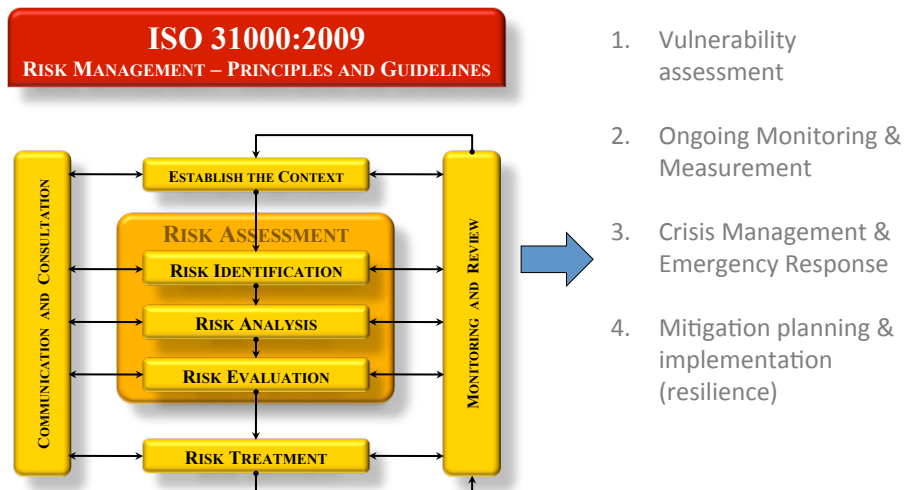 ISO 31000:2009
RISK MANAGEMENT – PRINCIPLES AND GUIDELINES
COMMUNICATION AND CONSULTATION
ESTABLISH THE CONTEXT
RISK ASSESSMENT
RISK IDENTIFICATION
RISK ANALYSIS
RISK EVALUATION
RISK TREATMENT
MONITORING AND REVIEW
1. Vulnerability
assessment
2. Ongoing Monitoring &
Measurement
3. Crisis Management &
Emergency Response
4. Mitigation planning &
implementation
(resilience)